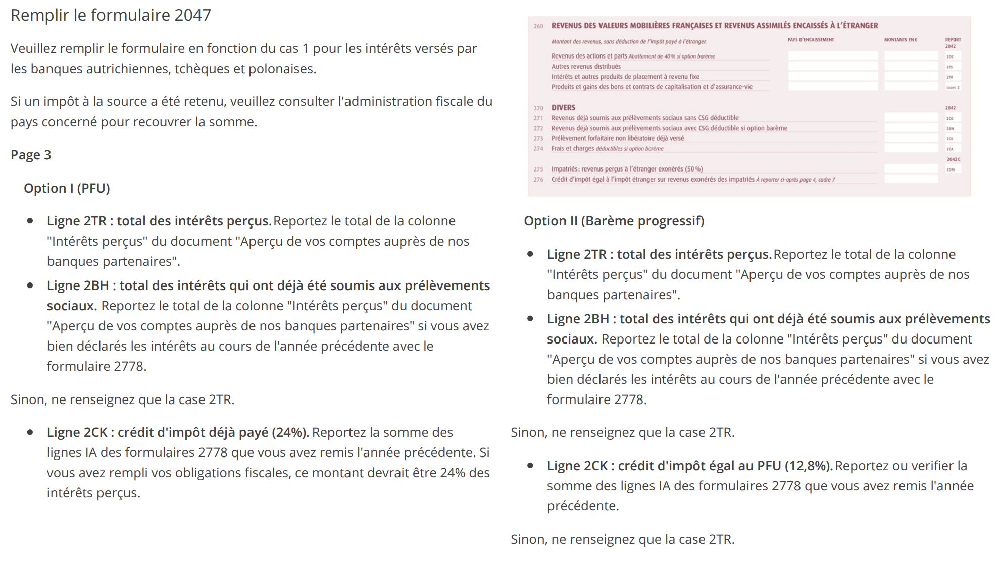 Remplir le formulaire 2047
Veuillez remplir le formulaire en fonction du cas 1 pour les intérêts versés par
les banques autrichiennes, tchèques et polonaises.
Si un impôt à la source a été retenu, veuillez consulter l'administration fiscale du
pays concerné pour recouvrer la somme.
Page 3
Option I (PFU)
• Ligne 2TR : total des intérêts perçus. Reportez le total de la colonne
"Intérêts perçus" du document "Aperçu de vos comptes auprès de nos
banques partenaires".
• Ligne 2BH : total des intérêts qui ont déjà été soumis aux prélèvements
sociaux. Reportez le total de la colonne "Intérêts perçus" du document
"Aperçu de vos comptes auprès de nos banques partenaires" si vous avez
bien déclarés les intérêts au cours de l'année précédente avec le
formulaire 2778.
Sinon, ne renseignez que la case 2TR.
• Ligne 2CK : crédit d'impôt déjà payé (24%). Reportez la somme des
lignes IA des formulaires 2778 que vous avez remis l'année précédente. Si
vous avez rempli vos obligations fiscales, ce montant devrait être 24% des
intérêts perçus.
260 REVENUS DES VALEURS MOBILIÈRES FRANÇAISES ET REVENUS ASSIMILÉS ENCAISSÉS À L'ÉTRANGER
Montant des revenus, sans déduction de l'impôt payé à l'étranger. PAYS D'ENCAISSEMENT MONTANTS EN € REPORT
2042
Revenus des actions et parts Abattement de 40 % si option barème 2DC
Autres revenus distribués 2TS
Intérêts et autres produits de placement à revenu fixe 2TR
Produits et gains des bons et contrats de capitalisation et d'assurance-vie CADRE 2
270 DIVERS 2042
271 Revenus déjà soumis aux prélèvements sociaux sans CSG déductible 2CG
272 Revenus déjà soumis aux prélèvements sociaux avec CSG déductible si option barème 2BH
273 Prélèvement forfaitaire non libératoire déjà versé 2CK
274 Frais et charges déductibles si option barème 2CA
2042 C
275 Impatriés : revenus perçus à l'étranger exonérés (50 %) 2DM
276 Crédit d'impôt égal à l'impôt étranger sur revenus exonérés des impatriés À reporter ci-après page 4, cadre 7
Option II (Barème progressif)
• Ligne 2TR : total des intérêts perçus. Reportez le total de la colonne
"Intérêts perçus" du document "Aperçu de vos comptes auprès de nos
banques partenaires".
• Ligne 2BH : total des intérêts qui ont déjà été soumis aux prélèvements
sociaux. Reportez le total de la colonne "Intérêts perçus" du document
"Aperçu de vos comptes auprès de nos banques partenaires" si vous avez
bien déclarés les intérêts au cours de l'année précédente avec le
formulaire 2778.
Sinon, ne renseignez que la case 2TR.
• Ligne 2CK : crédit d'impôt égal au PFU (12,8%). Reportez ou verifier la
somme des lignes IA des formulaires 2778 que vous avez remis l'année
précédente.
Sinon, ne renseignez que la case 2TR.